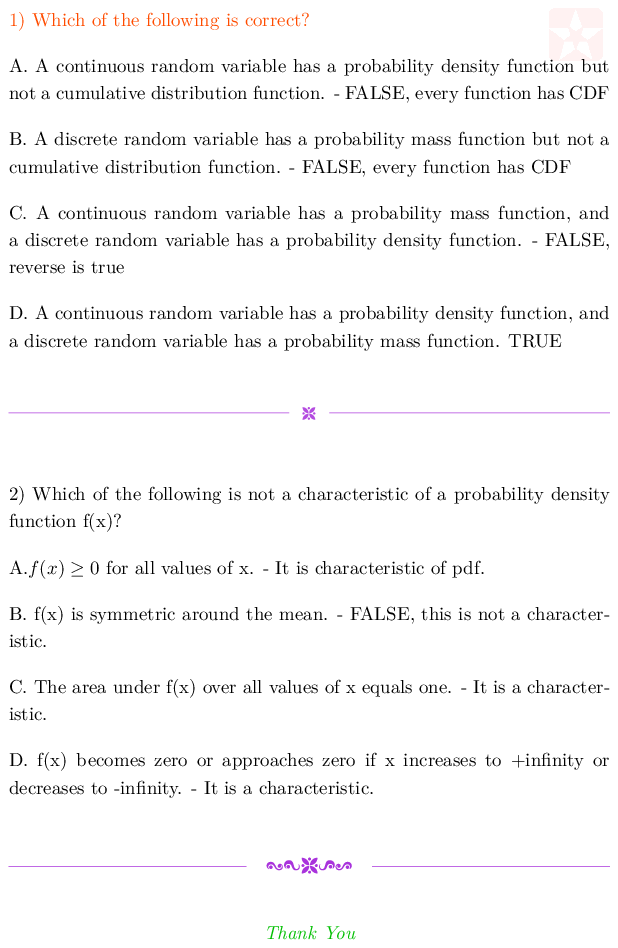 1) Which of the following is correct?
A. A continuous random variable has a probability density function but
not a cumulative distribution function. - FALSE, every function has CDF
B. A discrete random variable has a probability mass function but not a
cumulative distribution function. - FALSE, every function has CDF
C. A continuous random variable has a probability mass function, and
a discrete random variable has a probability density function. - FALSE,
reverse is true
D. A continuous random variable has a probability density function, and
a discrete random variable has a probability mass function. TRUE
2) Which of the following is not a characteristic of a probability density
function f(x)?
A.f(x) ≥ 0 for all values of x. - It is characteristic of pdf.
B. f(x) is symmetric around the mean. - FALSE, this is not a character-
istic.
C. The area under f(x) over all values of x equals one. - It is a character-
istic.
D. f(x) becomes zero or approaches zero if x increases to +infinity or
decreases to -infinity. - It is a characteristic.
Thank You